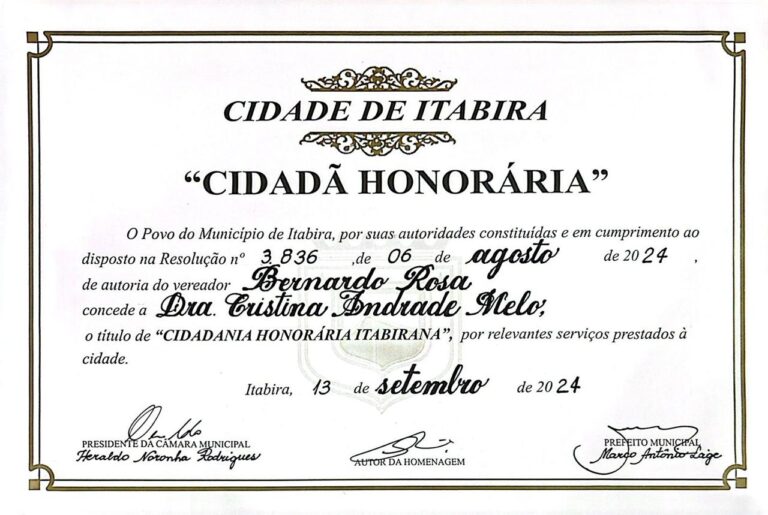 CIDADE DE ITABIRA
“CIDADÃ HONORÁRIA”
O Povo do Município de Itabira, por suas autoridades constituídas e em cumprimento ao
disposto na Resolução nº 3.836 , de 06 de agosto de 2024 ,
de autoria do vereador Bernardo Rosa
concede a Dra. Cristina Andrade Melo,
o título de “CIDADANIA HONORÁRIA ITABIRANA”, por relevantes serviços prestados à
cidade.
Itabira, 13 de setembro de 2024
PRESIDENTE DA CÂMARA MUNICIPAL
Heraldo Noronha Rodrigues
AUTOR DA HOMENAGEM
PREFEITO MUNICIPAL
Marco Antônio Lage